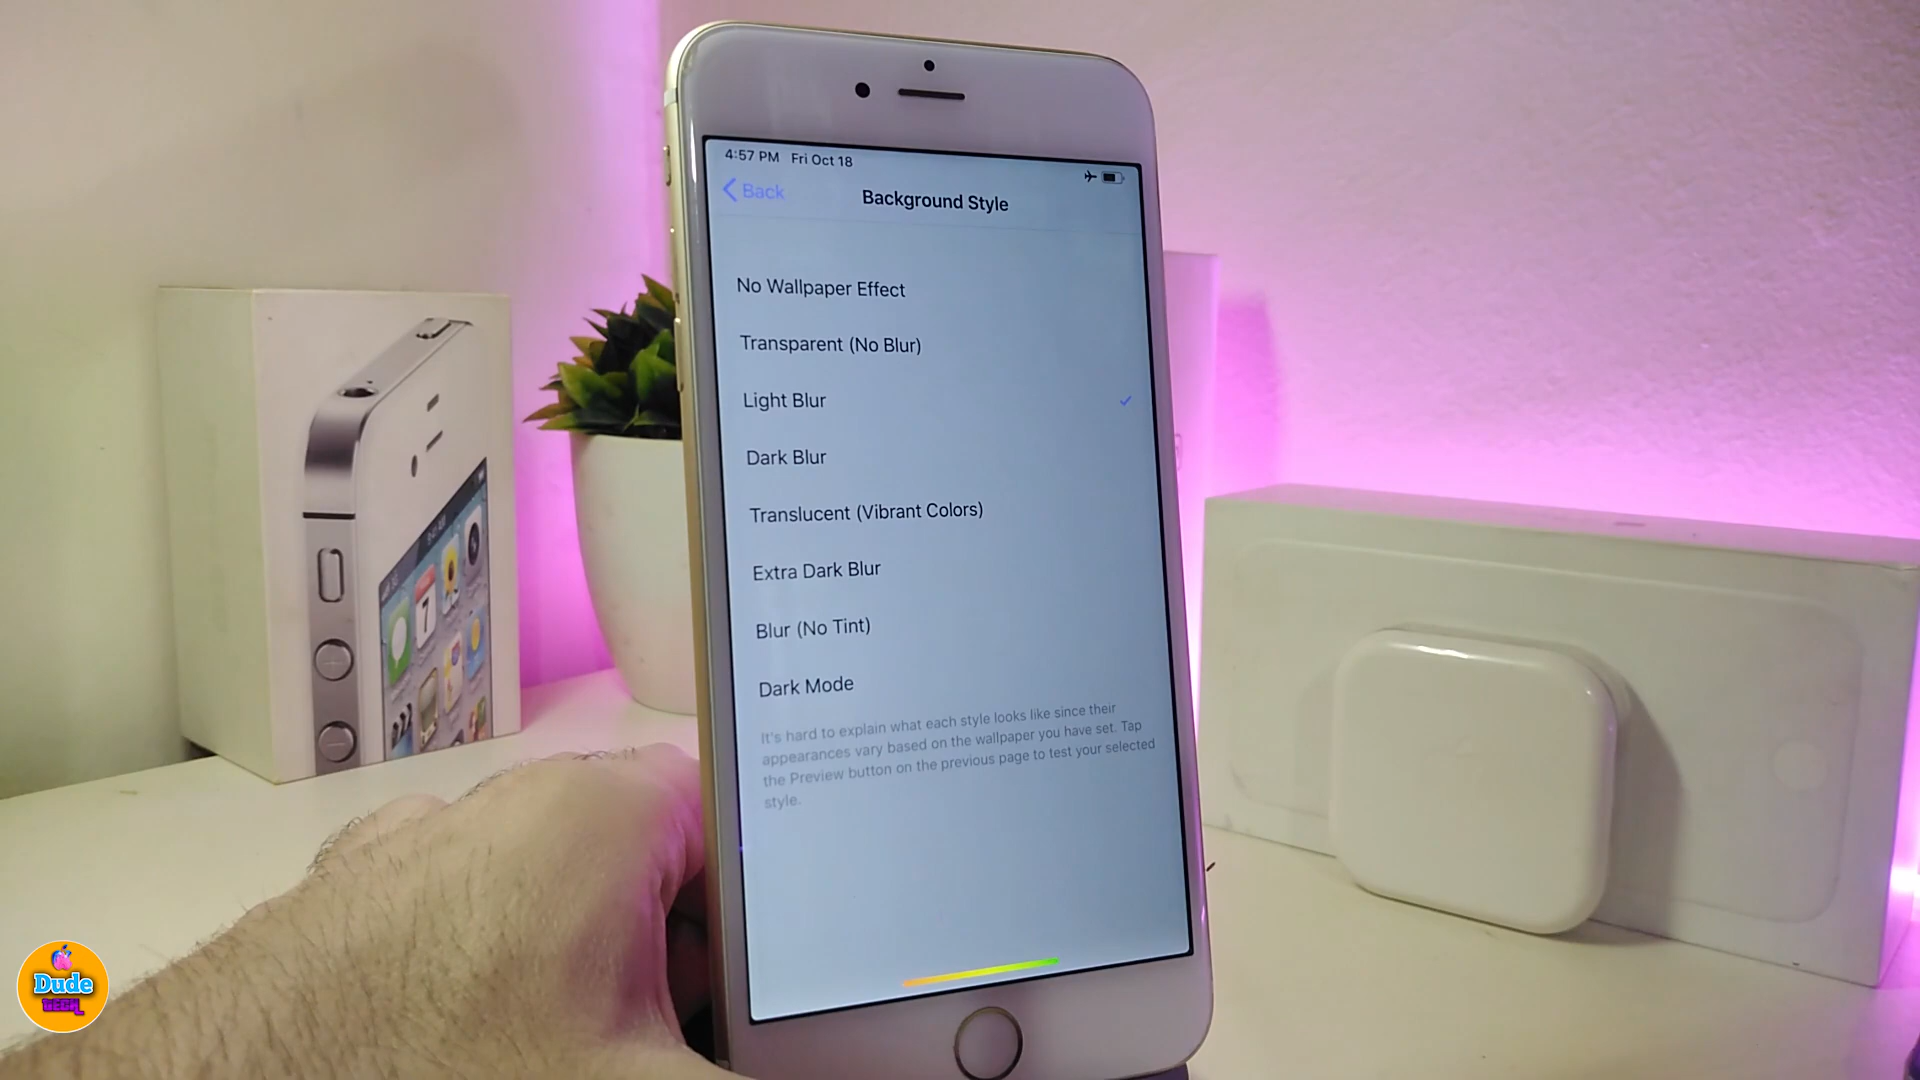 4:57 PM Fri Oct 18
Back
Background Style
No Wallpaper Effect
Transparent (No Blur)
Light Blur
Dark Blur
Translucent (Vibrant Colors)
Extra Dark Blur
Blur (No Tint)
Dark Mode
It's hard to explain what each style looks like since their
appearances vary based on the wallpaper you have set. Tap
the Preview button on the previous page to test your selected
style.
7
Dude
TECH